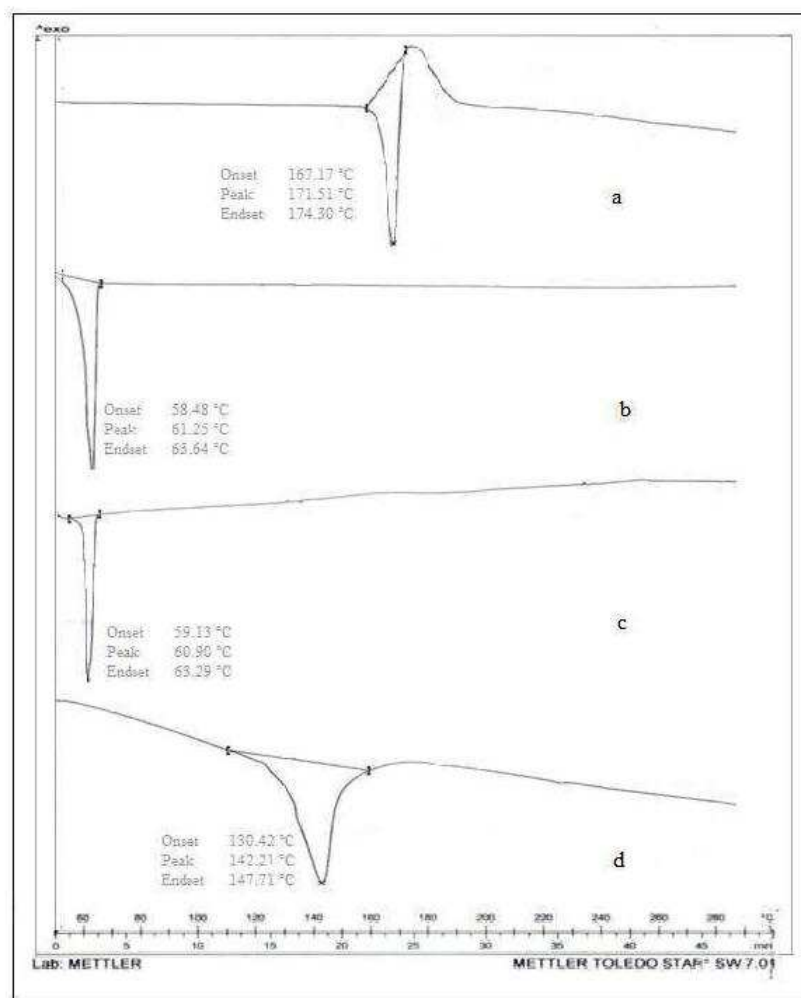 ^exo
Onset 167.17 °C
Peak 171.51 °C
Endset 174.30 °C
a
Onset 58.48 °C
Peak 61.25 °C
Endset 63.64 °C
b
Onset 59.13 °C
Peak 60.90 °C
Endset 63.29 °C
c
Onset 130.42 °C
Peak 142.21 °C
Endset 147.71 °C
d
60 80 100 120 140 160 180 200 220 240 260 280 °C
0 5 10 15 20 25 30 35 40 45 min
Lab: METTLER METTLER TOLEDO STARe SW 7.01